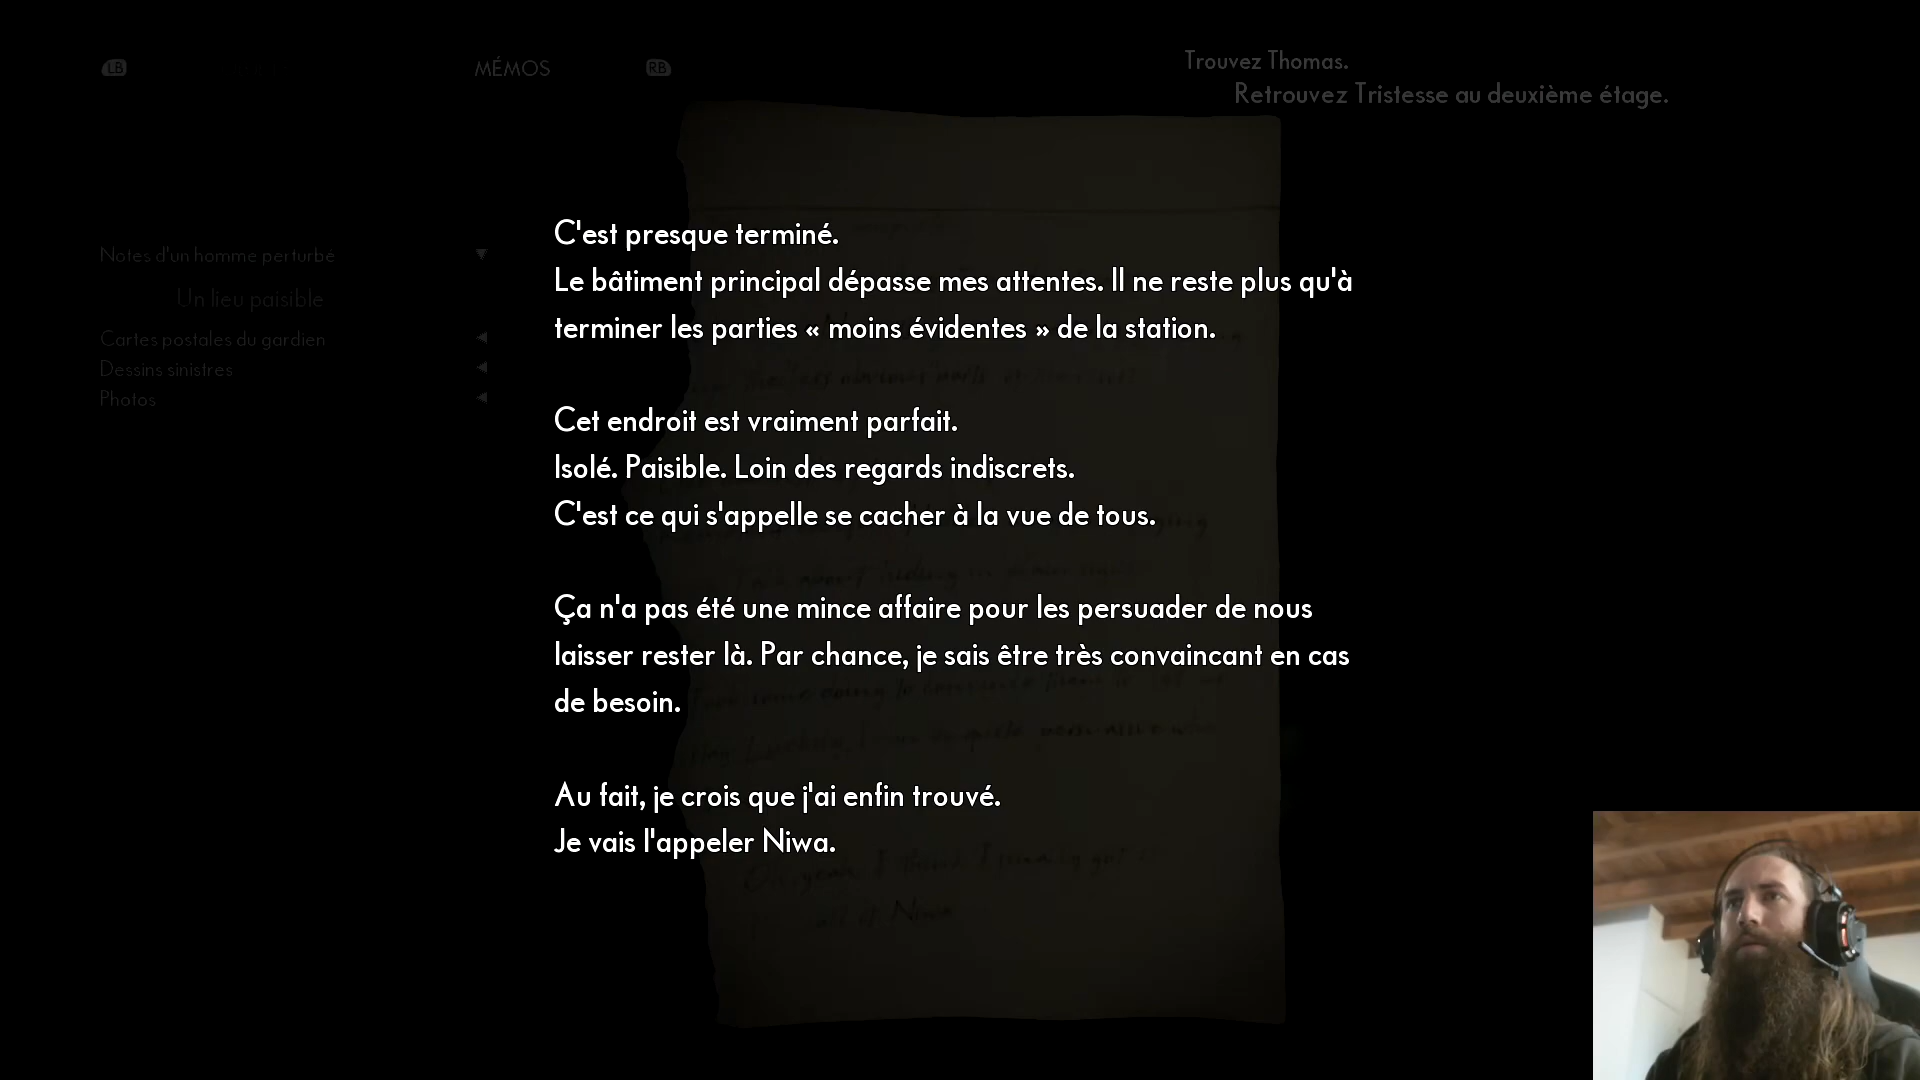 LB
MÉMOS
RB
Trouvez Thomas.
Retrouvez Tristesse au deuxième étage.
Notes d'un homme perturbé
Un lieu paisible
Cartes postales du gardien
Dessins sinistres
Photos
C'est presque terminé.
Le bâtiment principal dépasse mes attentes. Il ne reste plus qu'à
terminer les parties « moins évidentes » de la station.
Cet endroit est vraiment parfait.
Isolé. Paisible. Loin des regards indiscrets.
C'est ce qui s'appelle se cacher à la vue de tous.
Ça n'a pas été une mince affaire pour les persuader de nous
laisser rester là. Par chance, je sais être très convaincant en cas
de besoin.
Au fait, je crois que j'ai enfin trouvé.
Je vais l'appeler Niwa.